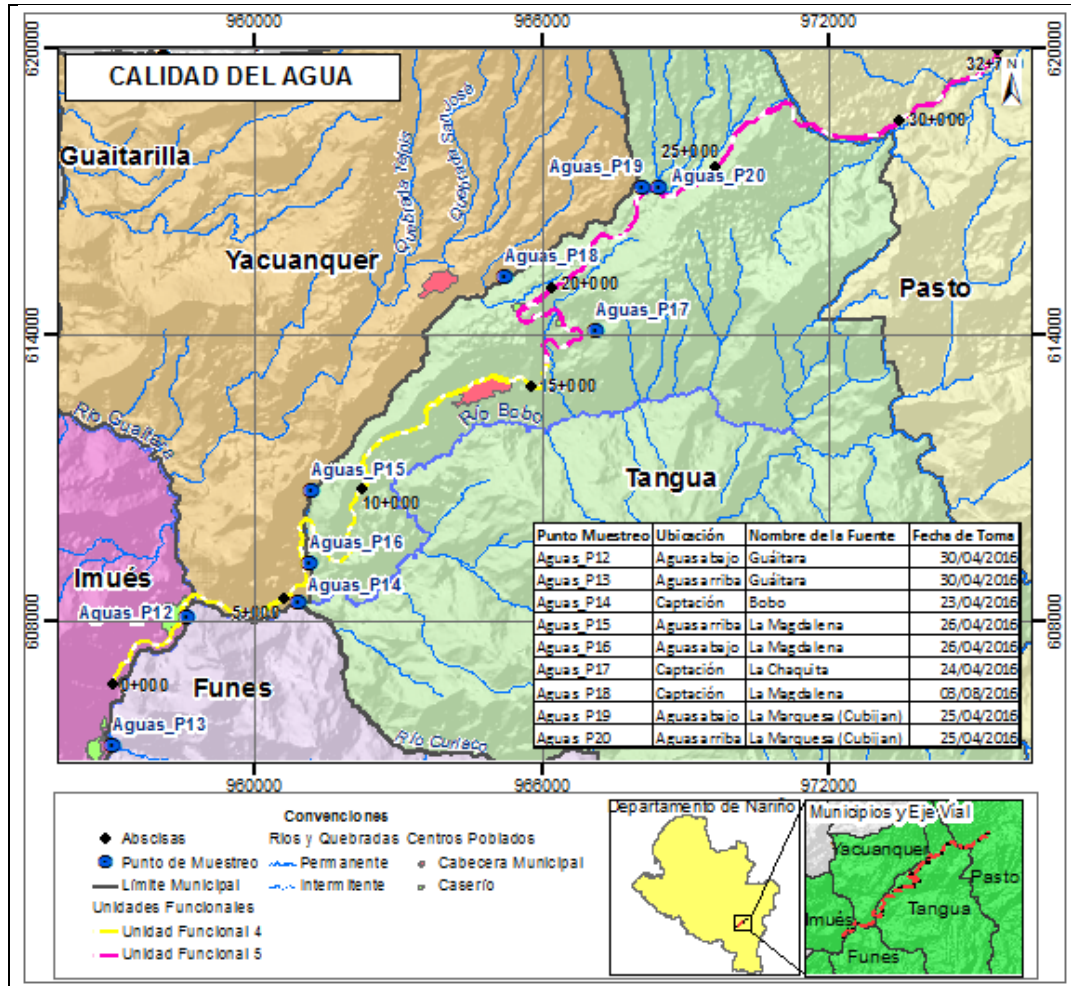 960000 966000 972000
620000
620000
CALIDAD DEL AGUA
32+7
N
30+000
Guaitarilla
Quebrada Tejos
Quebrada San José
25+000
Aguas_P19
Aguas_P20
Yacuanquer
Aguas_P18
20+000
Pasto
Aguas_P17
614000
614000
15+000
Río Guáitara
Río Bobo
Aguas_P15
Tangua
10+000
Aguas_P16
Imués
Aguas_P14
Aguas_P12
5+000
608000
608000
0+000
Funes
Aguas_P13
Río Curiaco
Punto Muestreo Ubicación Nombre de la Fuente Fecha de Toma
Aguas_P12 Aguas abajo Guáitara 30/04/2016
Aguas_P13 Aguas arriba Guáitara 30/04/2016
Aguas_P14 Captación Bobo 23/04/2016
Aguas_P15 Aguas arriba La Magdalena 26/04/2016
Aguas_P16 Aguas abajo La Magdalena 26/04/2016
Aguas_P17 Captación La Chaquita 24/04/2016
Aguas_P18 Captación La Magdalena 03/08/2016
Aguas_P19 Aguas abajo La Marquesa (Cubijan) 25/04/2016
Aguas_P20 Aguas arriba La Marquesa (Cubijan) 25/04/2016
960000 966000 972000
Convenciones
Abscisas
Punto de Muestreo
Límite Municipal
Unidades Funcionales
Unidad Funcional 4
Unidad Funcional 5
Ríos y Quebradas
Permanente
Intermitente
Centros Poblados
Cabecera Municipal
Caserío
Departamento de Nariño
Municipios y Eje Vial
Yacuanquer
Pasto
Tangua
Imués
Funes